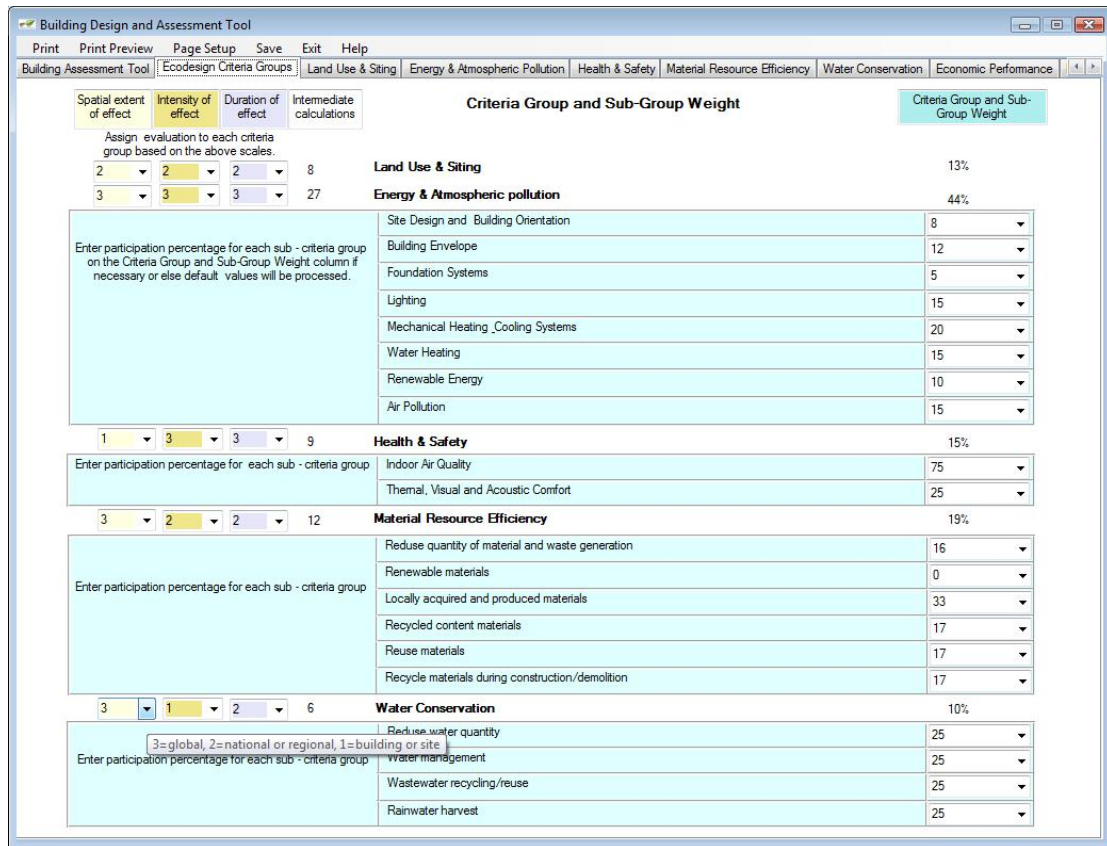 Building Design and Assessment Tool
Print Print Preview Page Setup Save Exit Help
Building Assessment Tool Ecodesign Criteria Groups Land Use & Siting Energy & Atmospheric Pollution Health & Safety Material Resource Efficiency Water Conservation Economic Performance
Spatial extent of effect
Intensity of effect
Duration of effect
Intermediate calculations
Criteria Group and Sub-Group Weight
Criteria Group and Sub-Group Weight
Assign evaluation to each criteria
group based on the above scales.
2 2 2 8 Land Use & Siting 13%
3 3 3 27 Energy & Atmospheric pollution 44%
Enter participation percentage for each sub - criteria group
on the Criteria Group and Sub-Group Weight column if
necessary or else default values will be processed.
Site Design and Building Orientation 8
Building Envelope 12
Foundation Systems 5
Lighting 15
Mechanical Heating _Cooling Systems 20
Water Heating 15
Renewable Energy 10
Air Pollution 15
1 3 3 9 Health & Safety 15%
Enter participation percentage for each sub - criteria group
Indoor Air Quality 75
Themal, Visual and Acoustic Comfort 25
3 2 2 12 Material Resource Efficiency 19%
Enter participation percentage for each sub - criteria group
Reduse quantity of material and waste generation 16
Renewable materials 0
Locally acquired and produced materials 33
Recycled content materials 17
Reuse materials 17
Recycle materials during construction/demolition 17
3 1 2 6 Water Conservation 10%
3=global, 2=national or regional, 1=building or site
Enter participation percentage for each sub - criteria group
Reduse water quantity 25
Water management 25
Wastewater recycling/reuse 25
Rainwater harvest 25